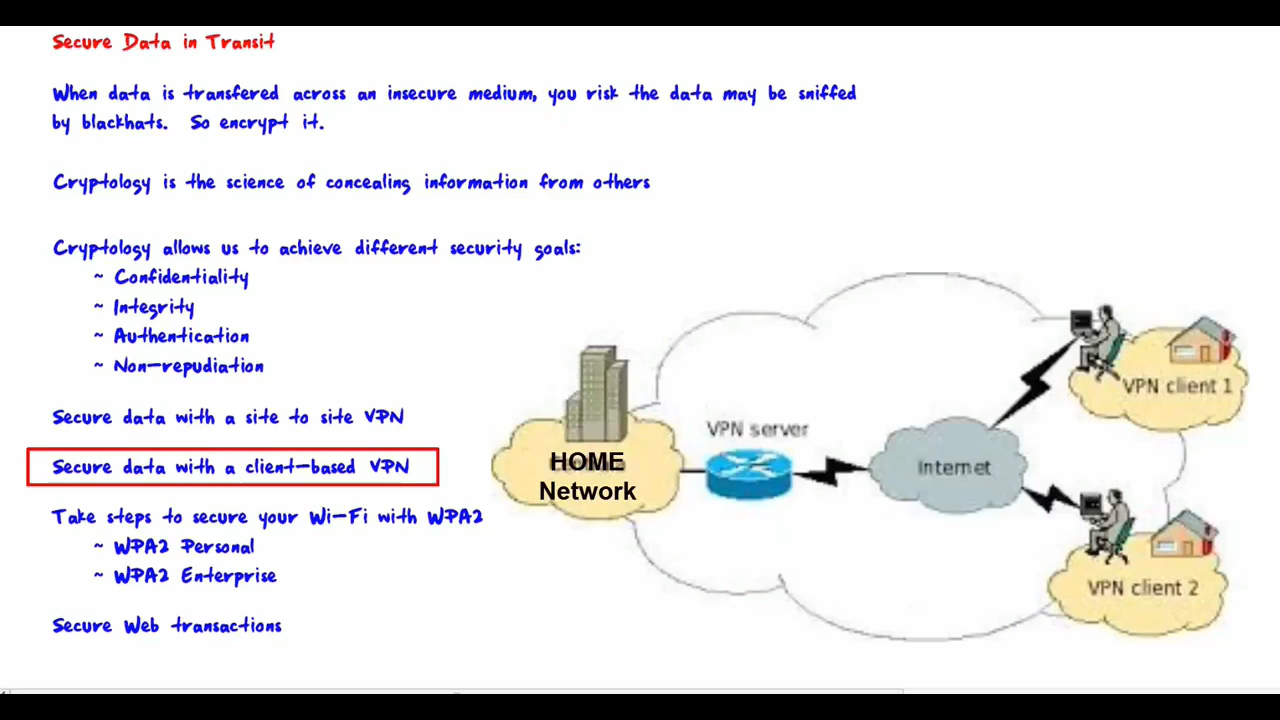 Secure Data in Transit
When data is transfered across an insecure medium, you risk the data may be sniffed
by blackhats. So encrypt it.
Cryptology is the science of concealing information from others
Cryptology allows us to achieve different security goals:
~ Confidentiality
~ Integrity
~ Authentication
~ Non-repudiation
Secure data with a site to site VPN
Secure data with a client-based VPN
Take steps to secure your Wi-Fi with WPA2
~ WPA2 Personal
~ WPA2 Enterprise
Secure Web transactions
HOME
Network
VPN server
Internet
VPN client 1
VPN client 2